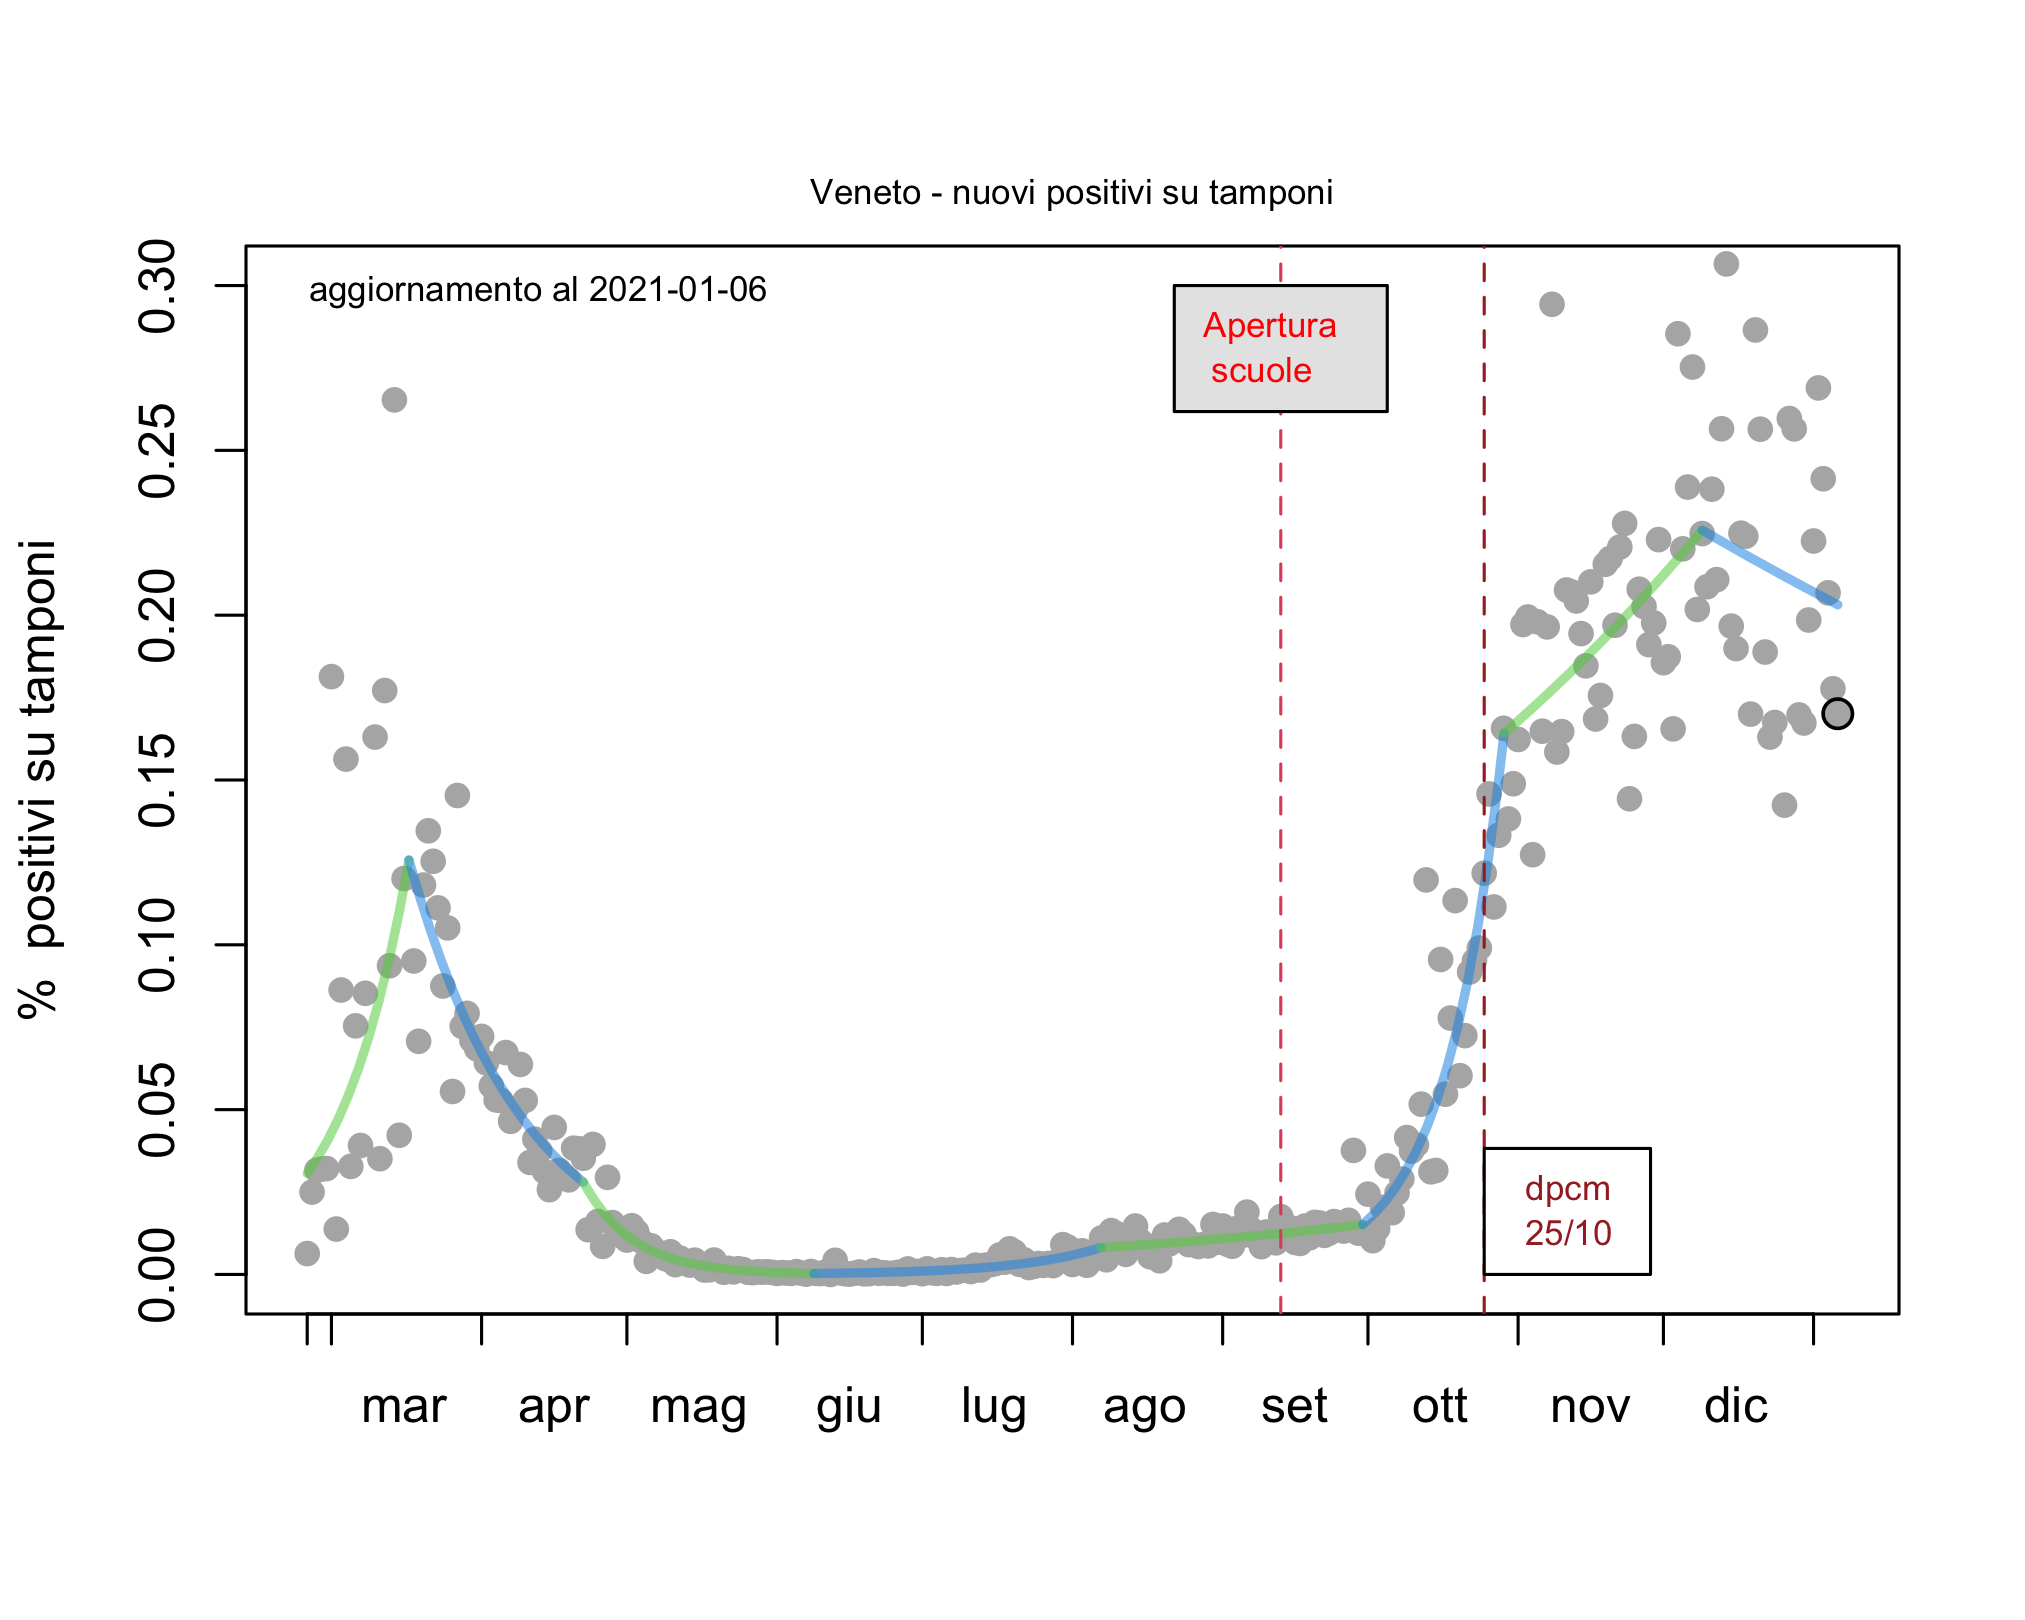 Veneto - nuovi positivi su tamponi
aggiornamento al 2021-01-06
Apertura
scuole
dpcm
25/10
% positivi su tamponi
0.30
0.25
0.20
0.15
0.10
0.05
0.00
mar apr mag giu lug ago set ott nov dic